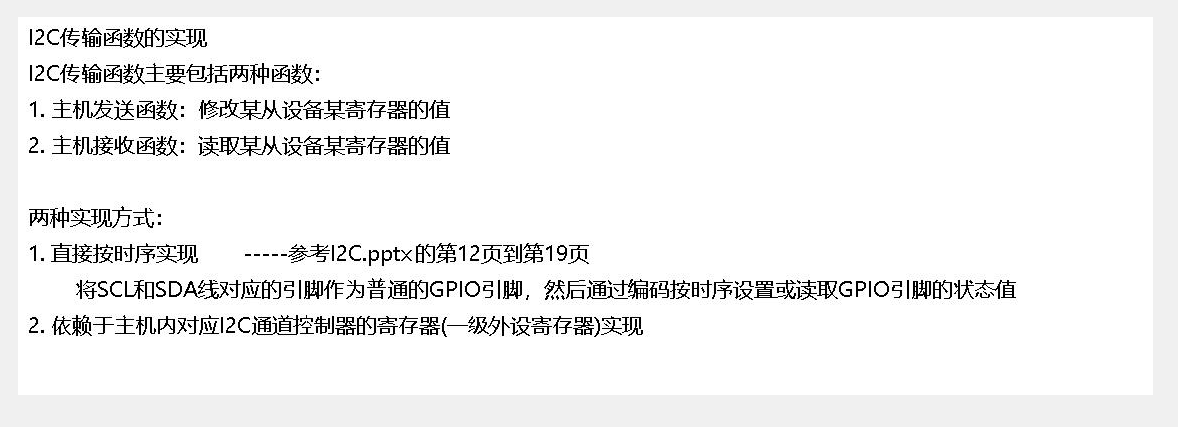 I2C传输函数的实现
I2C传输函数主要包括两种函数：
1. 主机发送函数：修改某从设备某寄存器的值
2. 主机接收函数：读取某从设备某寄存器的值
两种实现方式：
1. 直接按时序实现 -----参考I2C.pptx的第12页到第19页
将SCL和SDA线对应的引脚作为普通的GPIO引脚，然后通过编码按时序设置或读取GPIO引脚的状态值
2. 依赖于主机内对应I2C通道控制器的寄存器(一级外设寄存器)实现